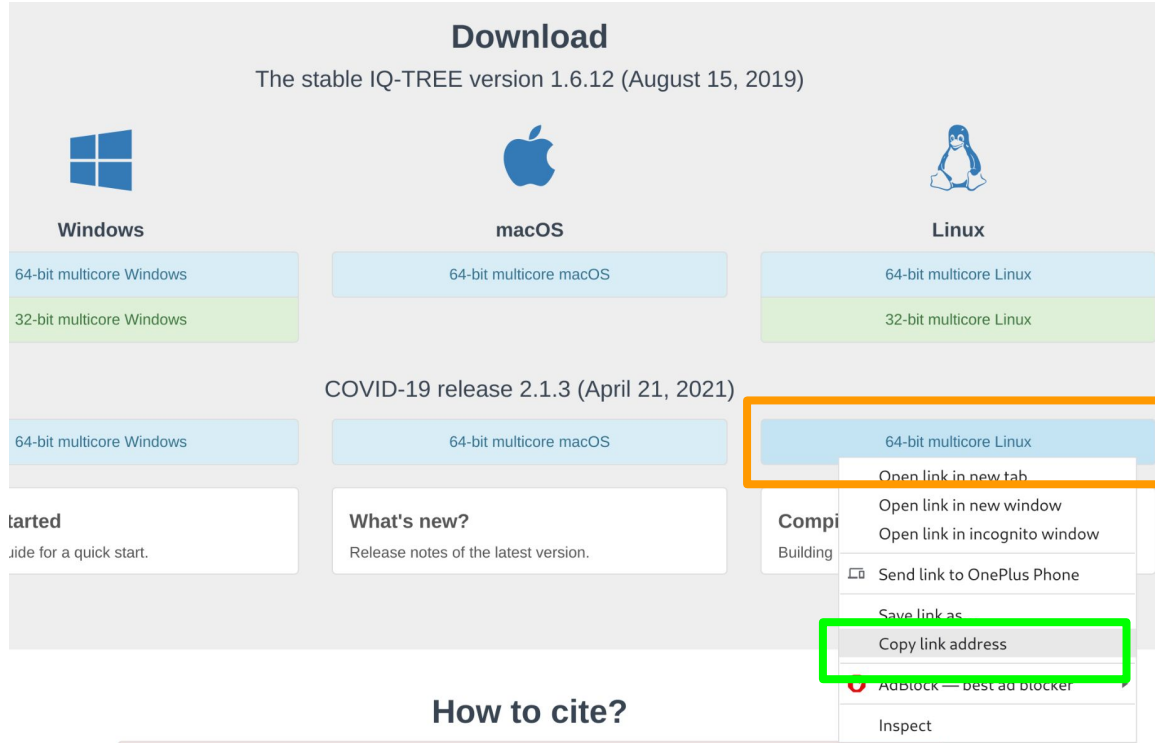 Download
The stable IQ-TREE version 1.6.12 (August 15, 2019)
Windows
macOS
Linux
64-bit multicore Windows
64-bit multicore macOS
64-bit multicore Linux
32-bit multicore Windows
32-bit multicore Linux
COVID-19 release 2.1.3 (April 21, 2021)
64-bit multicore Windows
64-bit multicore macOS
64-bit multicore Linux
Open link in new tab
Open link in new window
Open link in incognito window
Send link to OnePlus Phone
Save link as
Copy link address
AdBlock — best ad blocker
Inspect
tarted
uide for a quick start.
What's new?
Release notes of the latest version.
Compi
Building
How to cite?